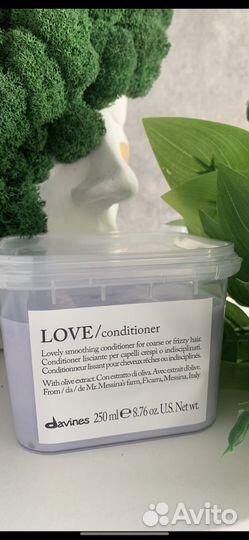 LOVE/conditioner
Lovely smoothing conditioner for coarse or frizzy hair.
Conditioner lisciante per capelli crespi o indisciplinati.
Conditionneur lissant pour cheveux rêches ou indisciplinés.
With olive extract. Con estratto di oliva. Avec extrait d'olive.
From / da / de Mr. Messina's farm, Ficarra, Messina, Italy
davines 250 ml ℮ 8.76 oz. U.S. Net wt.
Avito